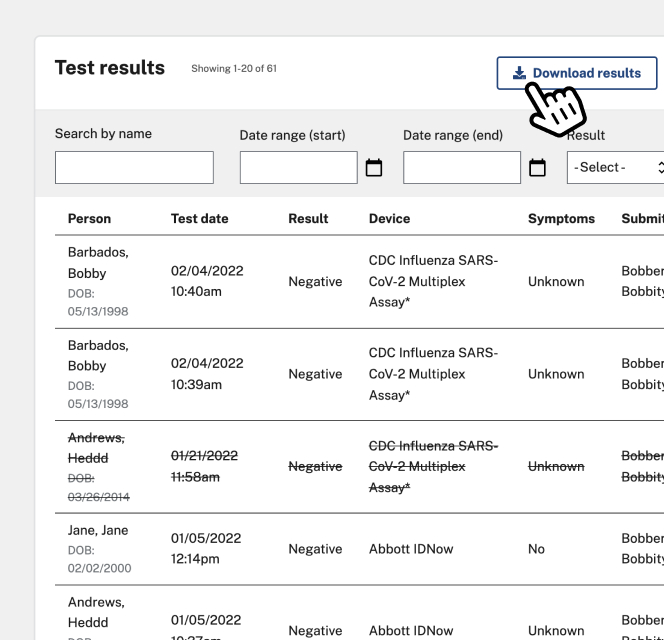 Test results
Showing 1-20 of 61
Download results
Search by name
Date range (start)
Date range (end)
Result
- Select -
Person Test date Result Device Symptoms Submit
Barbados,
Bobby
DOB:
05/13/1998
02/04/2022
10:40am
Negative
CDC Influenza SARS-
CoV-2 Multiplex
Assay*
Unknown
Bobber
Bobbity
Barbados,
Bobby
DOB:
05/13/1998
02/04/2022
10:39am
Negative
CDC Influenza SARS-
CoV-2 Multiplex
Assay*
Unknown
Bobber
Bobbity
Andrews,
Heddd
DOB:
03/26/2014
01/21/2022
11:58am
Negative
CDC Influenza SARS-
CoV-2 Multiplex
Assay*
Unknown
Bobber
Bobbity
Jane, Jane
DOB:
02/02/2000
01/05/2022
12:14pm
Negative
Abbott IDNow
No
Bobber
Bobbity
Andrews,
Heddd
01/05/2022
Negative
Abbott IDNow
Unknown
Bobber